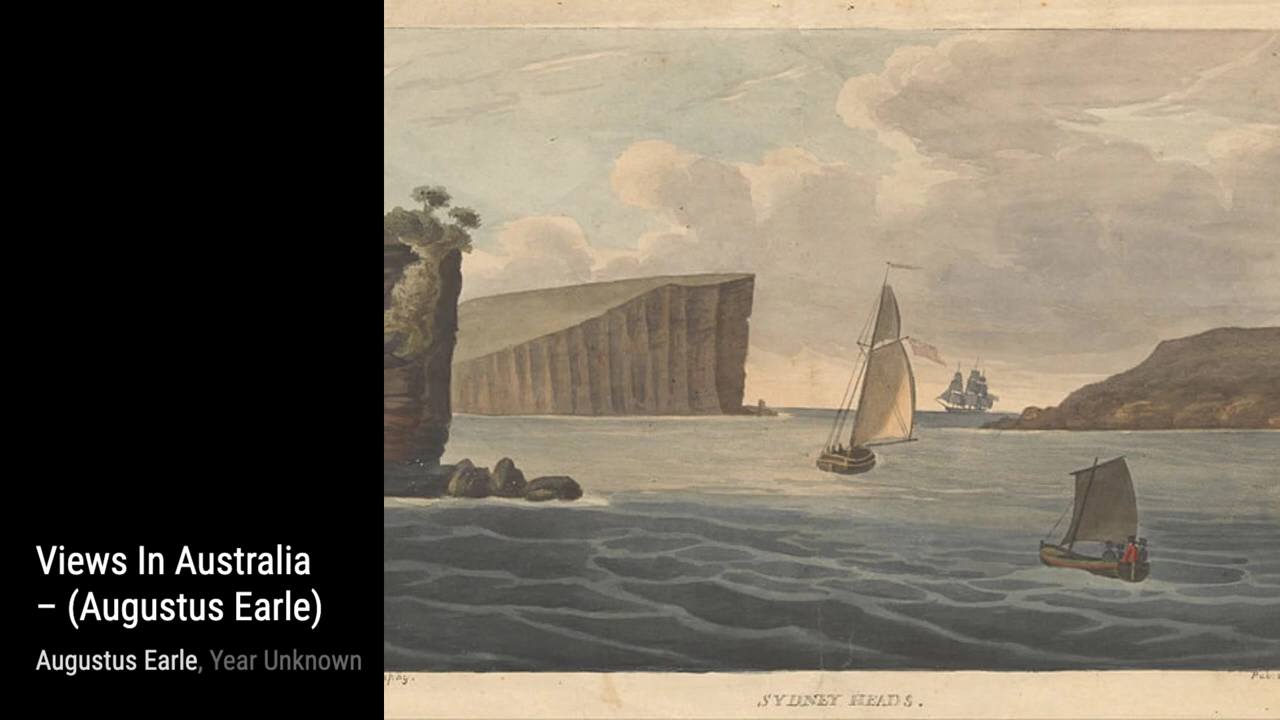 Views In Australia
– (Augustus Earle)
Augustus Earle, Year Unknown
SYDNEY HEADS.